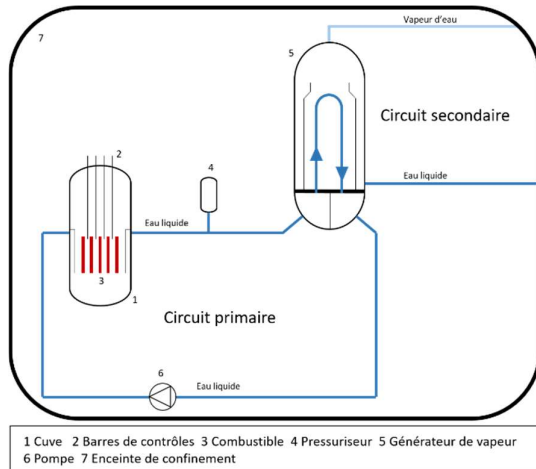 7
Vapeur d'eau
5
Circuit secondaire
2
4
Eau liquide
Eau liquide
3
1
Circuit primaire
6
Eau liquide
1 Cuve 2 Barres de contrôles 3 Combustible 4 Pressuriseur 5 Générateur de vapeur
6 Pompe 7 Enceinte de confinement